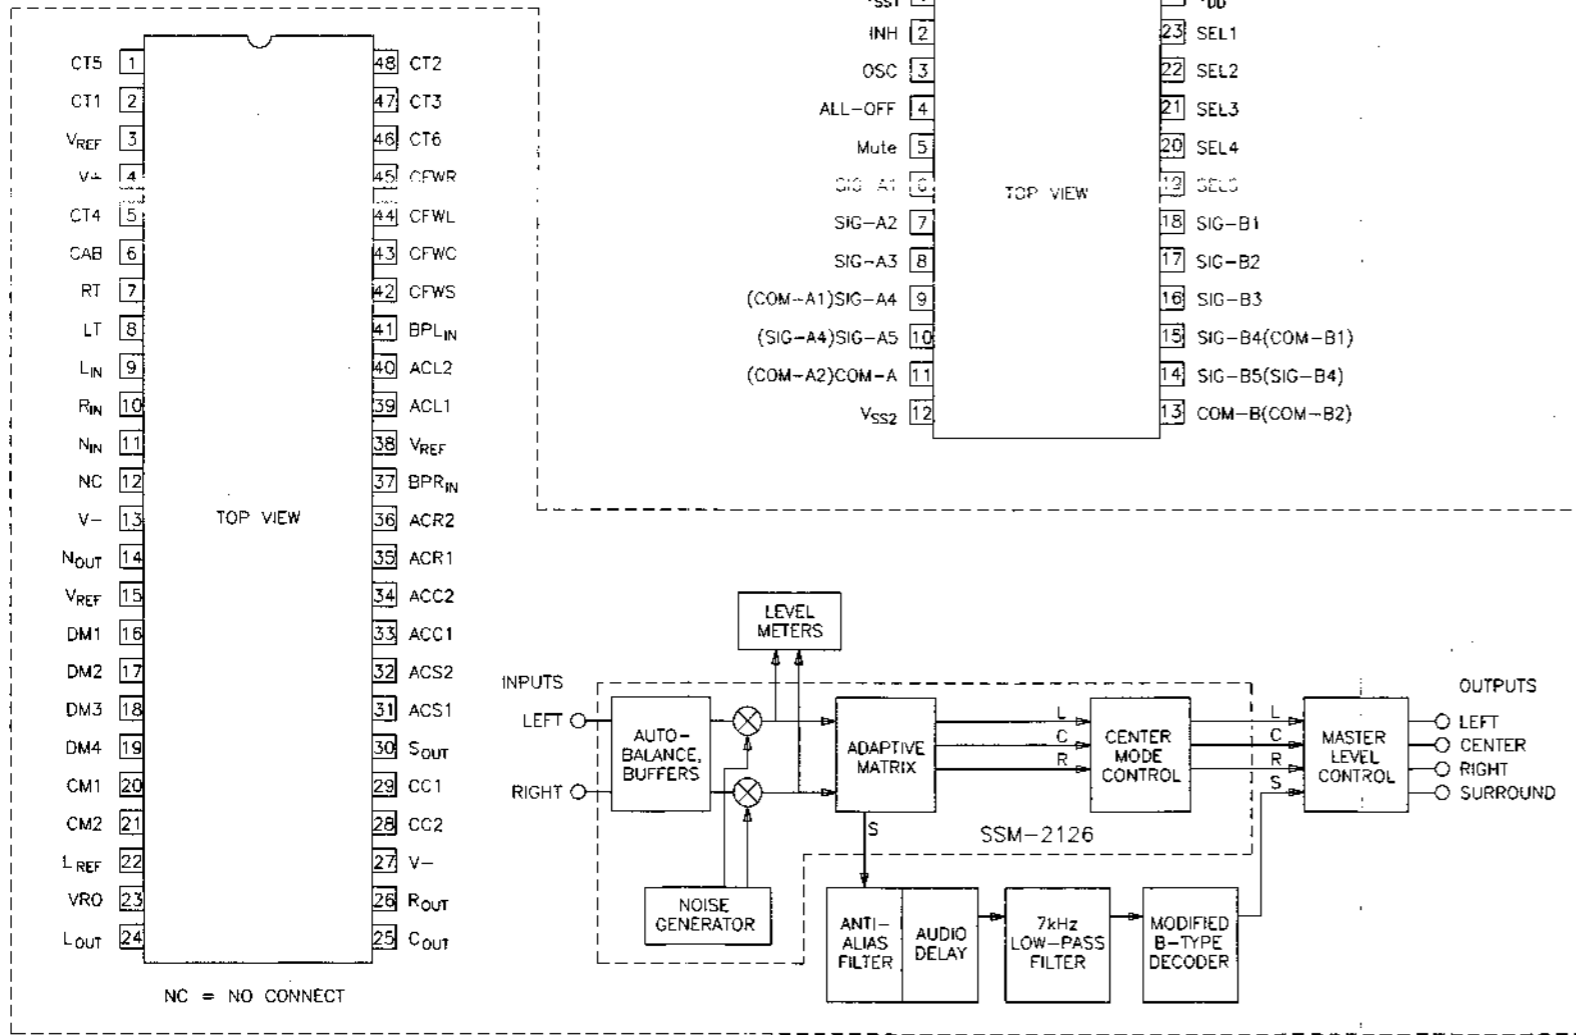 CT5 1
CT1 2
VREF 3
V+ 4
CT4 5
CAB 6
RT 7
LT 8
LIN 9
RIN 10
NIN 11
NC 12
V- 13
NOUT 14
VREF 15
DM1 16
DM2 17
DM3 18
DM4 19
CM1 20
CM2 21
LREF 22
VRO 23
LOUT 24
TOP VIEW
48 CT2
47 CT3
46 CT6
45 CFWR
44 CFWL
43 CFWC
42 CFWS
41 BPLIN
40 ACL2
39 ACL1
38 VREF
37 BPRIN
36 ACR2
35 ACR1
34 ACC2
33 ACC1
32 ACS2
31 ACS1
30 SOUT
29 CC1
28 CC2
27 V-
26 ROUT
25 COUT
NC = NO CONNECT
INH 2
OSC 3
ALL-OFF 4
Mute 5
SIG-A1 6
SIG-A2 7
SIG-A3 8
(COM-A1)SIG-A4 9
(SIG-A4)SIG-A5 10
(COM-A2)COM-A 11
VSS2 12
TOP VIEW
23 SEL1
22 SEL2
21 SEL3
20 SEL4
19 SEL5
18 SIG-B1
17 SIG-B2
16 SIG-B3
15 SIG-B4(COM-B1)
14 SIG-B5(SIG-B4)
13 COM-B(COM-B2)
LEVEL
METERS
INPUTS
LEFT
RIGHT
AUTO-
BALANCE,
BUFFERS
NOISE
GENERATOR
ADAPTIVE
MATRIX
L
C
R
S
CENTER
MODE
CONTROL
SSM-2126
L
C
R
S
MASTER
LEVEL
CONTROL
OUTPUTS
LEFT
CENTER
RIGHT
SURROUND
ANTI-
ALIAS
FILTER
AUDIO
DELAY
7kHz
LOW-PASS
FILTER
MODIFIED
B-TYPE
DECODER